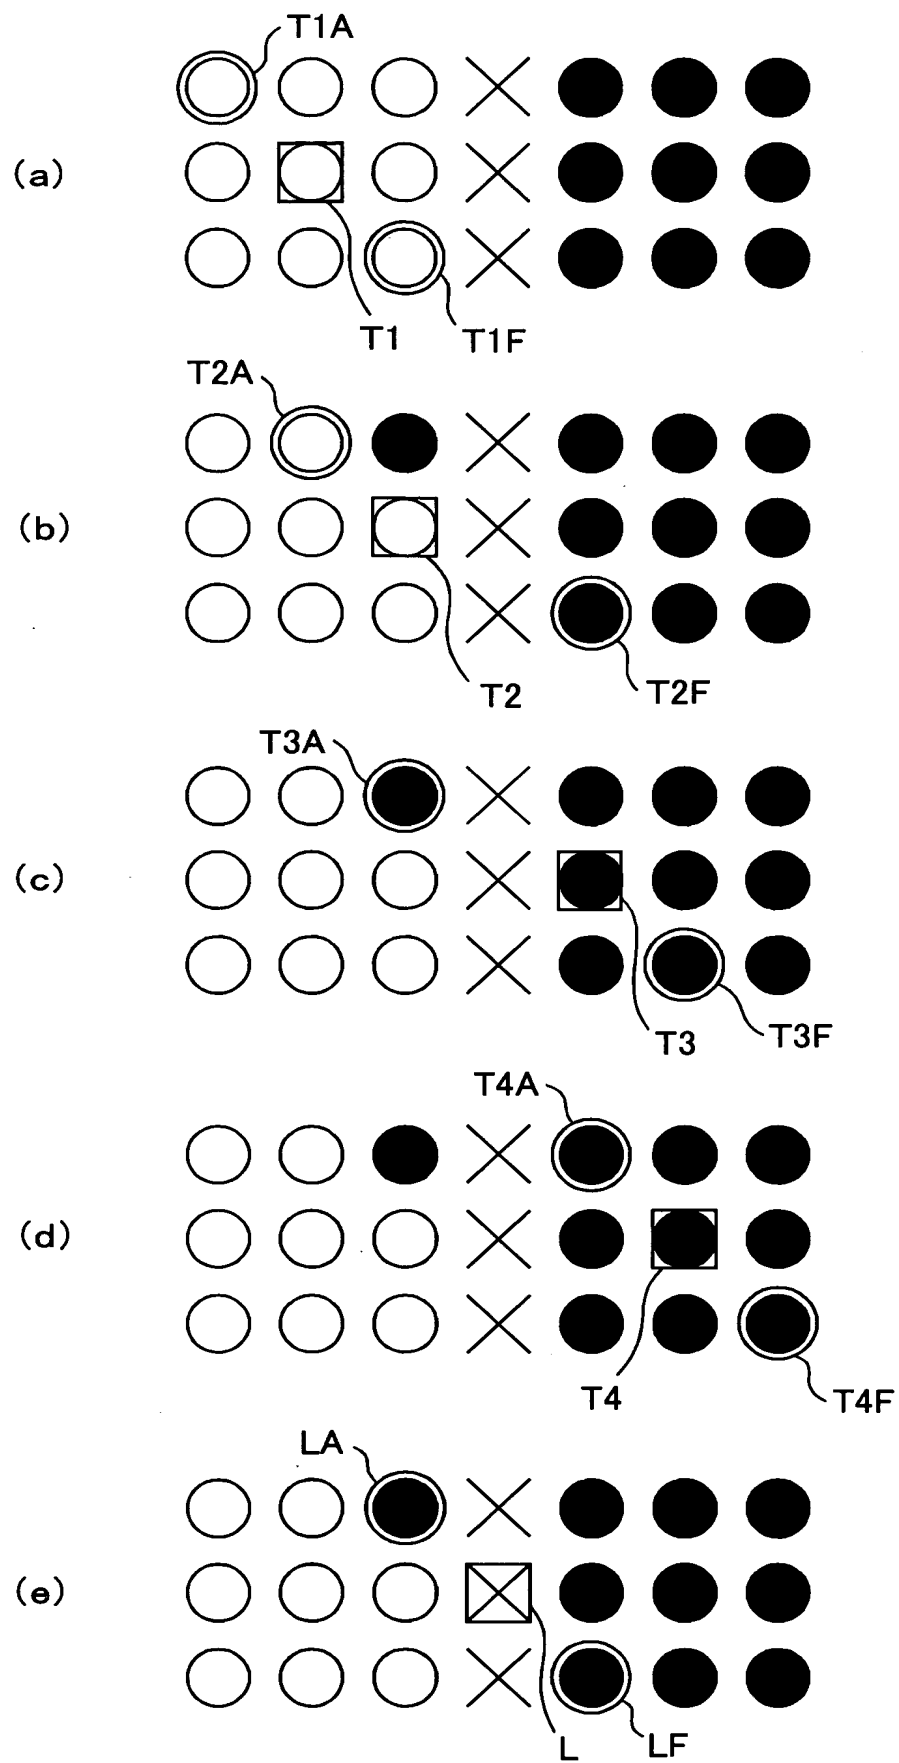 T1A
(a)
T1 T1F
T2A
(b)
T2 T2F
T3A
(c)
T3 T3F
T4A
(d)
T4 T4F
LA
(e)
L LF